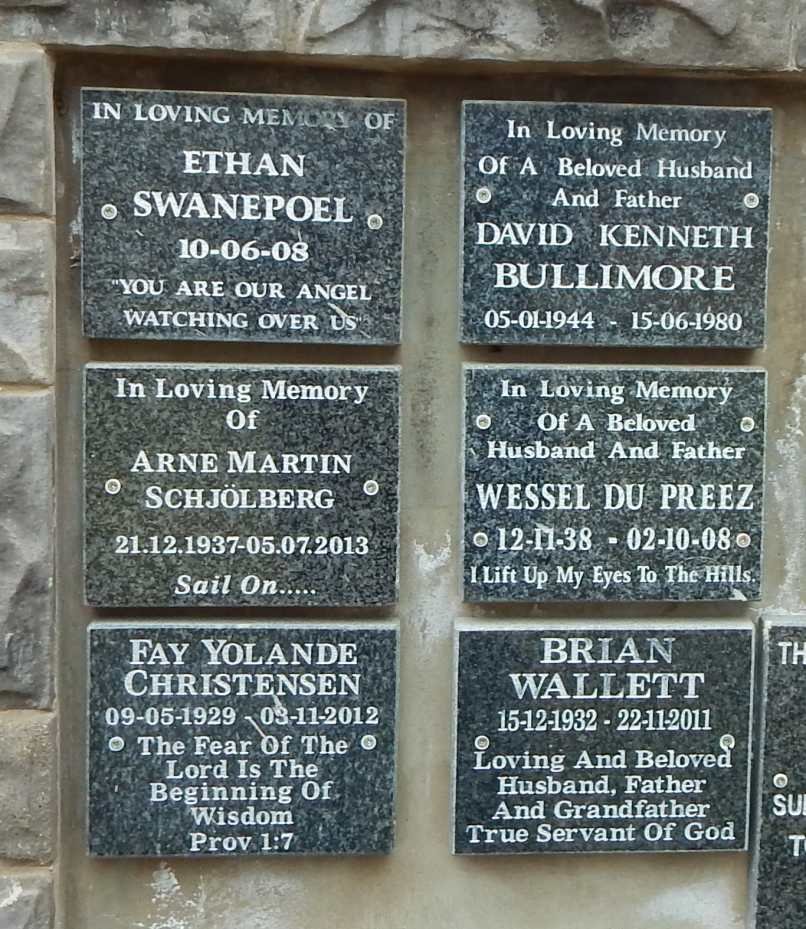 IN LOVING MEMORY OF
ETHAN
SWANEPOEL
10-06-08
"YOU ARE OUR ANGEL
WATCHING OVER US"
In Loving Memory
Of A Beloved Husband
And Father
DAVID KENNETH
BULLIMORE
05-01-1944 - 15-06-1980
In Loving Memory
Of
ARNE MARTIN
SCHJÖLBERG
21.12.1937-05.07.2013
Sail On.....
In Loving Memory
Of A Beloved
Husband And Father
WESSEL DU PREEZ
12-11-38 - 02-10-08
I Lift Up My Eyes To The Hills.
FAY YOLANDE
CHRISTENSEN
09-05-1929 - 03-11-2012
The Fear Of The
Lord Is The
Beginning Of
Wisdom
Prov 1:7
BRIAN
WALLETT
15-12-1932 - 22-11-2011
Loving And Beloved
Husband, Father
And Grandfather
True Servant Of God